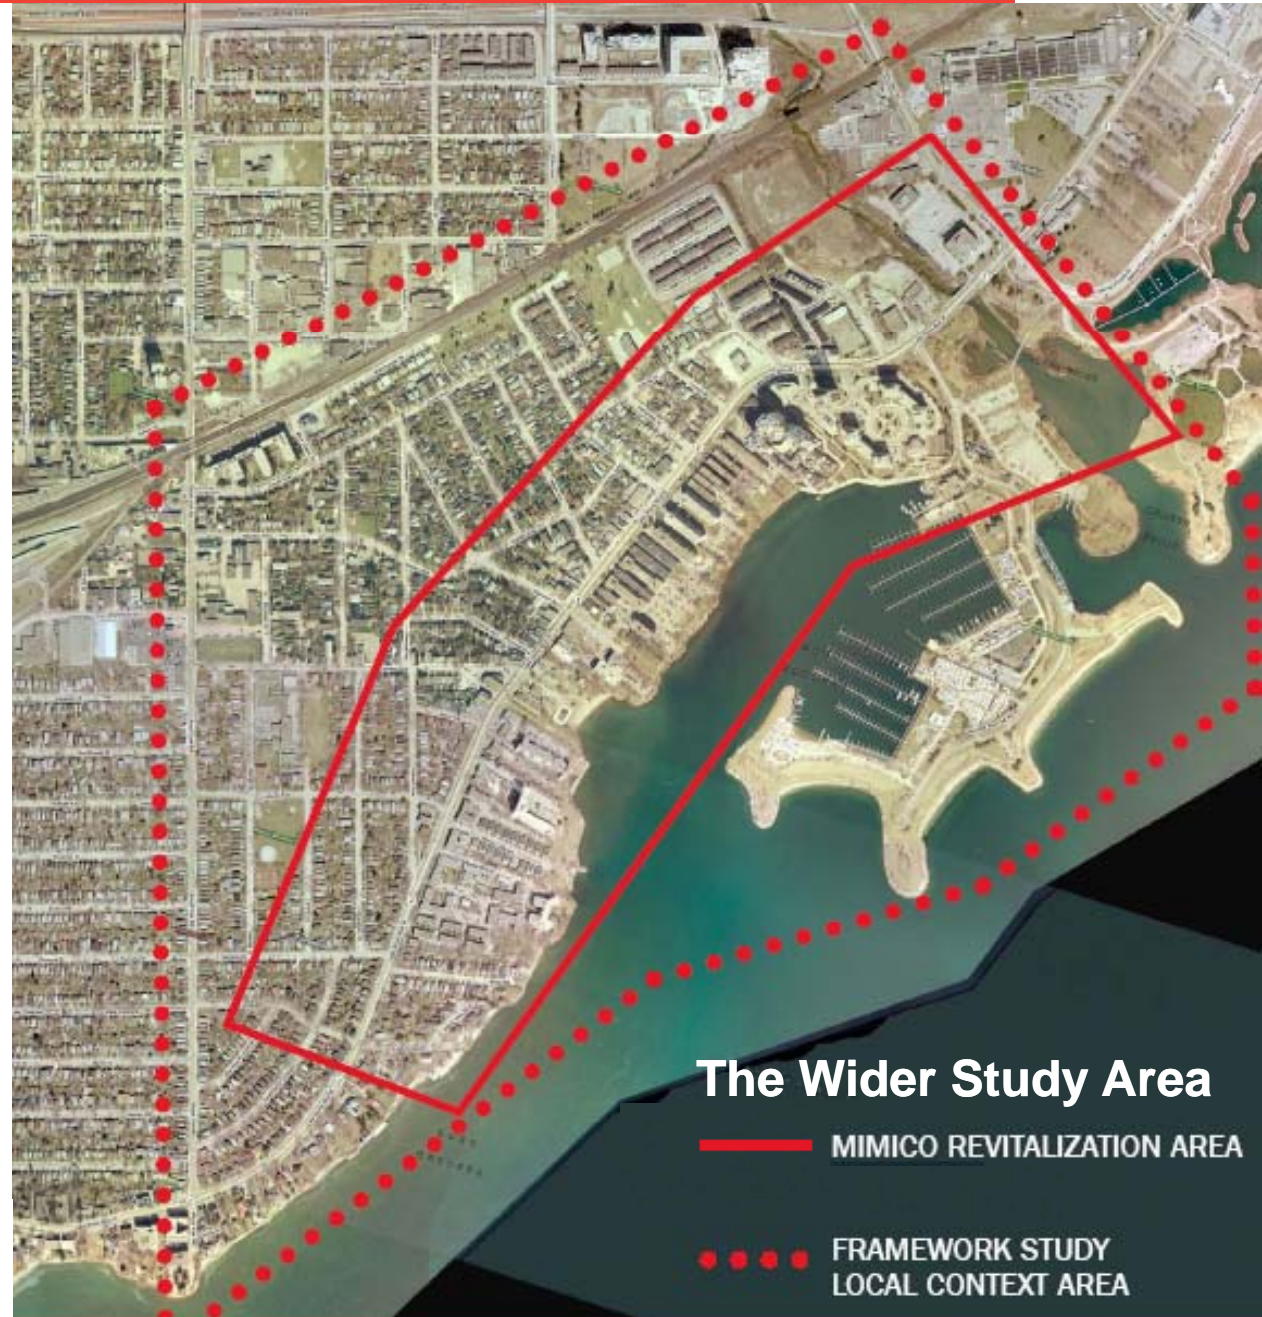 The Wider Study Area
MIMICO REVITALIZATION AREA
FRAMEWORK STUDY
LOCAL CONTEXT AREA